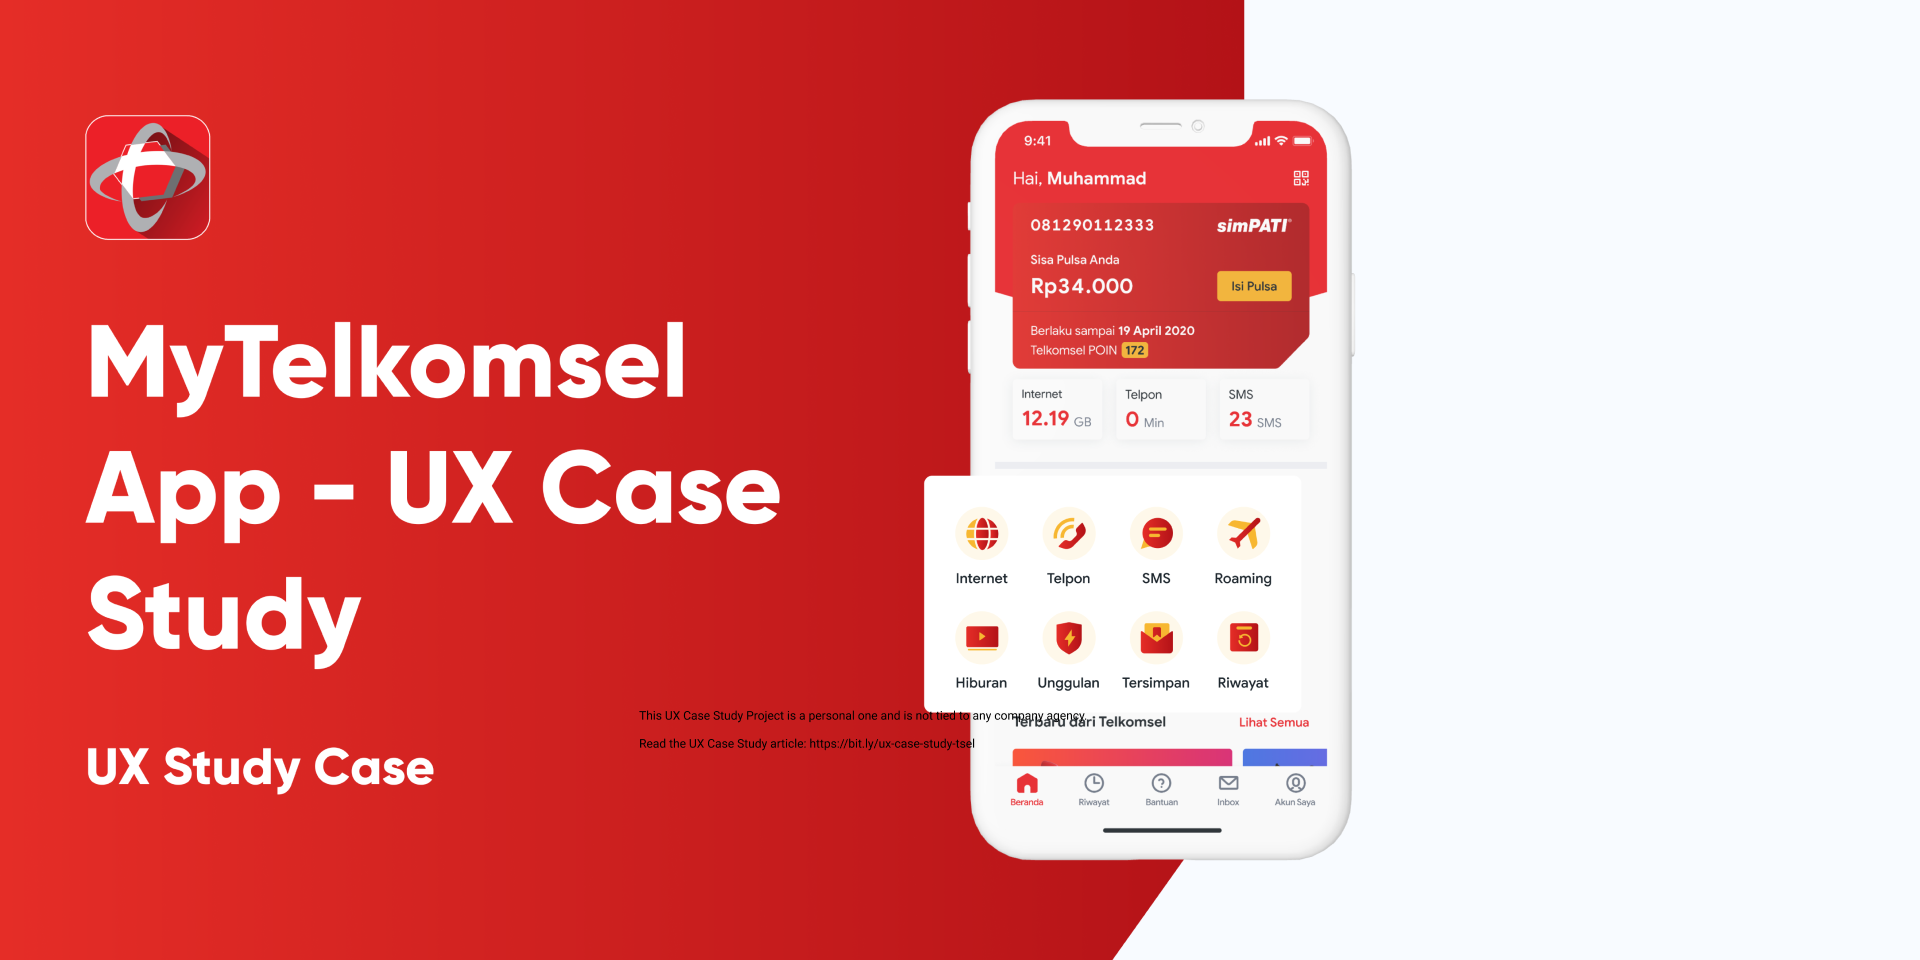 MyTelkomsel
App - UX Case
Study
UX Study Case
This UX Case Study Project is a personal one and is not tied to any company agency.
Read the UX Case Study article: https://bit.ly/ux-case-study-tsel
9:41
Hai, Muhammad
081290112333 simPATI
Sisa Pulsa Anda
Rp34.000 Isi Pulsa
Berlaku sampai 19 April 2020
Telkomsel POIN 172
Internet Telpon SMS
12.19 GB 0 Min 23 SMS
Internet Telpon SMS Roaming
Hiburan Unggulan Tersimpan Riwayat
Terbaru dari Telkomsel Lihat Semua
Beranda Riwayat Bantuan Inbox Akun Saya